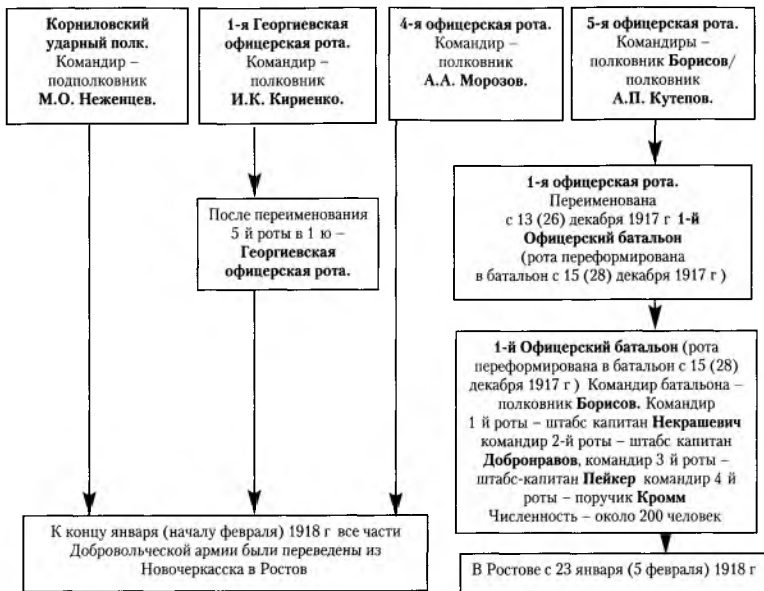 Корниловский
ударный полк.
Командир –
подполковник
М.О. Неженцев.
1-я Георгиевская
офицерская рота.
Командир –
полковник
И.К. Кириенко.
4-я офицерская рота.
Командир –
полковник
А.А. Морозов.
5-я офицерская рота.
Командиры –
полковник Борисов/
полковник
А.П. Кутепов.
После переименования
5 й роты в 1 ю –
Георгиевская
офицерская рота.
1-я офицерская рота.
Переименована
с 13 (26) декабря 1917 г 1-й
Офицерский батальон
(рота переформирована
в батальон с 15 (28) декабря 1917 г )
1-й Офицерский батальон (рота
переформирована в батальон с 15 (28)
декабря 1917 г ) Командир батальона –
полковник Борисов. Командир
1 й роты – штабс капитан Некрашевич
командир 2-й роты – штабс капитан
Добронравов, командир 3 й роты –
штабс-капитан Пейкер командир 4 й
роты – поручик Кромм
Численность – около 200 человек
К концу января (началу февраля) 1918 г все части
Добровольческой армии были переведены из
Новочеркасска в Ростов
В Ростове с 23 января (5 февраля) 1918 г